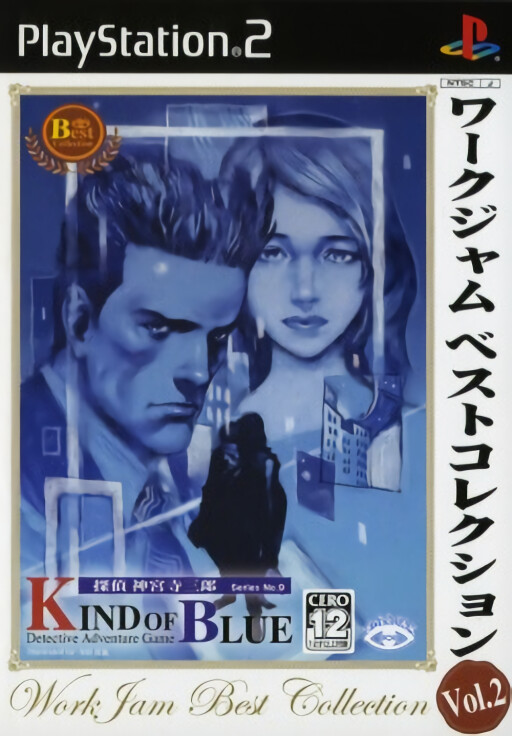 PlayStation.2
NTSC J
ワークジャム ベストコレクション
Best
Collection
探偵 神宮寺三郎 Series No.9
KIND OF BLUE
Detective Adventure Game
CERO
12
Work Jam Best Collection
Vol.2